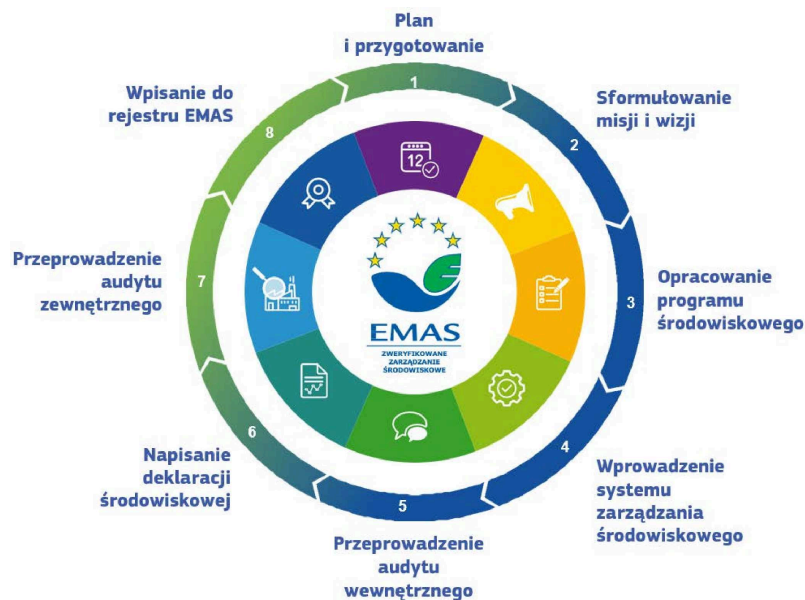 Plan
i przygotowanie
1
Sformułowanie
misji i wizji
2
Opracowanie
programu
środowiskowego
3
Wprowadzenie
systemu
zarządzania
środowiskowego
4
Przeprowadzenie
audytu
wewnętrznego
5
Napisanie
deklaracji
środowiskowej
6
Przeprowadzenie
audytu
zewnętrznego
7
Wpisanie do
rejestru EMAS
8
12
EMAS
ZWERYFIKOWANE
ZARZĄDZANIE
ŚRODOWISKOWE